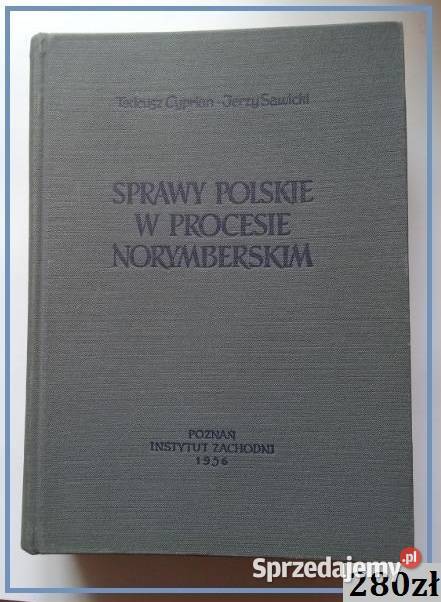 Tadeusz Cyprian - Jerzy Sawicki
SPRAWY POLSKIE
W PROCESIE
NORYMBERSKIM
POZNAŃ
INSTYTUT ZACHODNI
1956
Sprzedajemy.pl
280zł